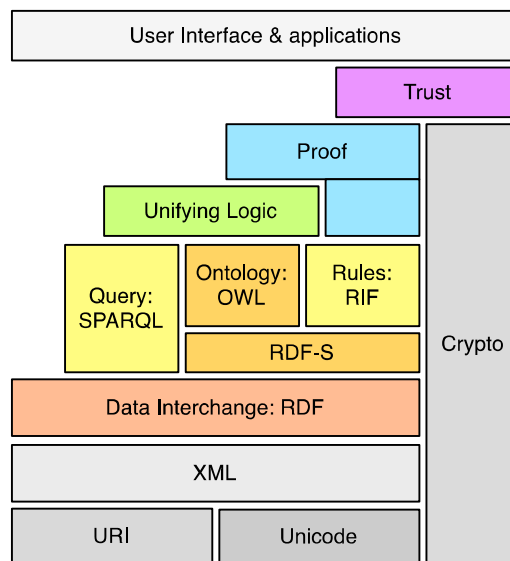 User Interface & applications
Trust
Proof
Unifying Logic
Query:
SPARQL
Ontology:
OWL
Rules:
RIF
RDF-S
Crypto
Data Interchange: RDF
XML
URI
Unicode